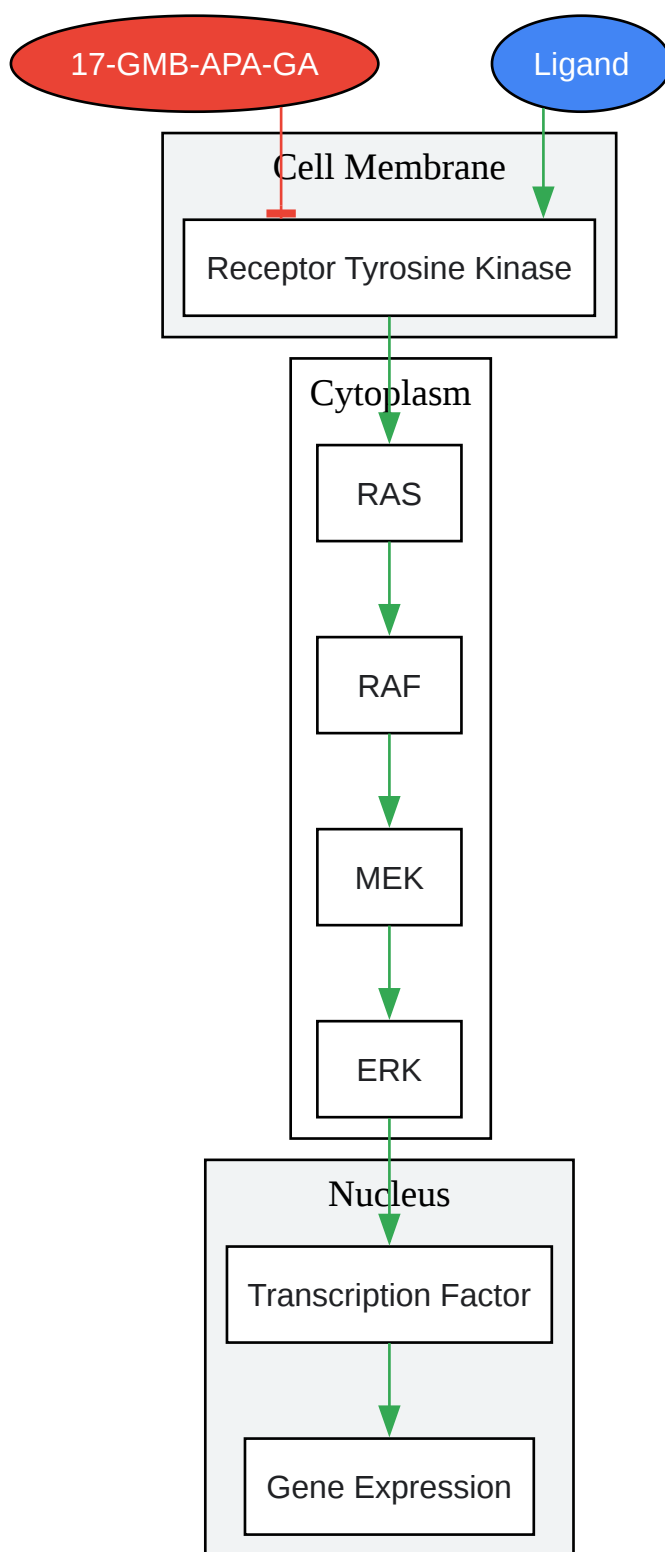 17-GMB-APA-GA
Ligand
Cell Membrane
Receptor Tyrosine Kinase
Cytoplasm
RAS
RAF
MEK
ERK
Nucleus
Transcription Factor
Gene Expression